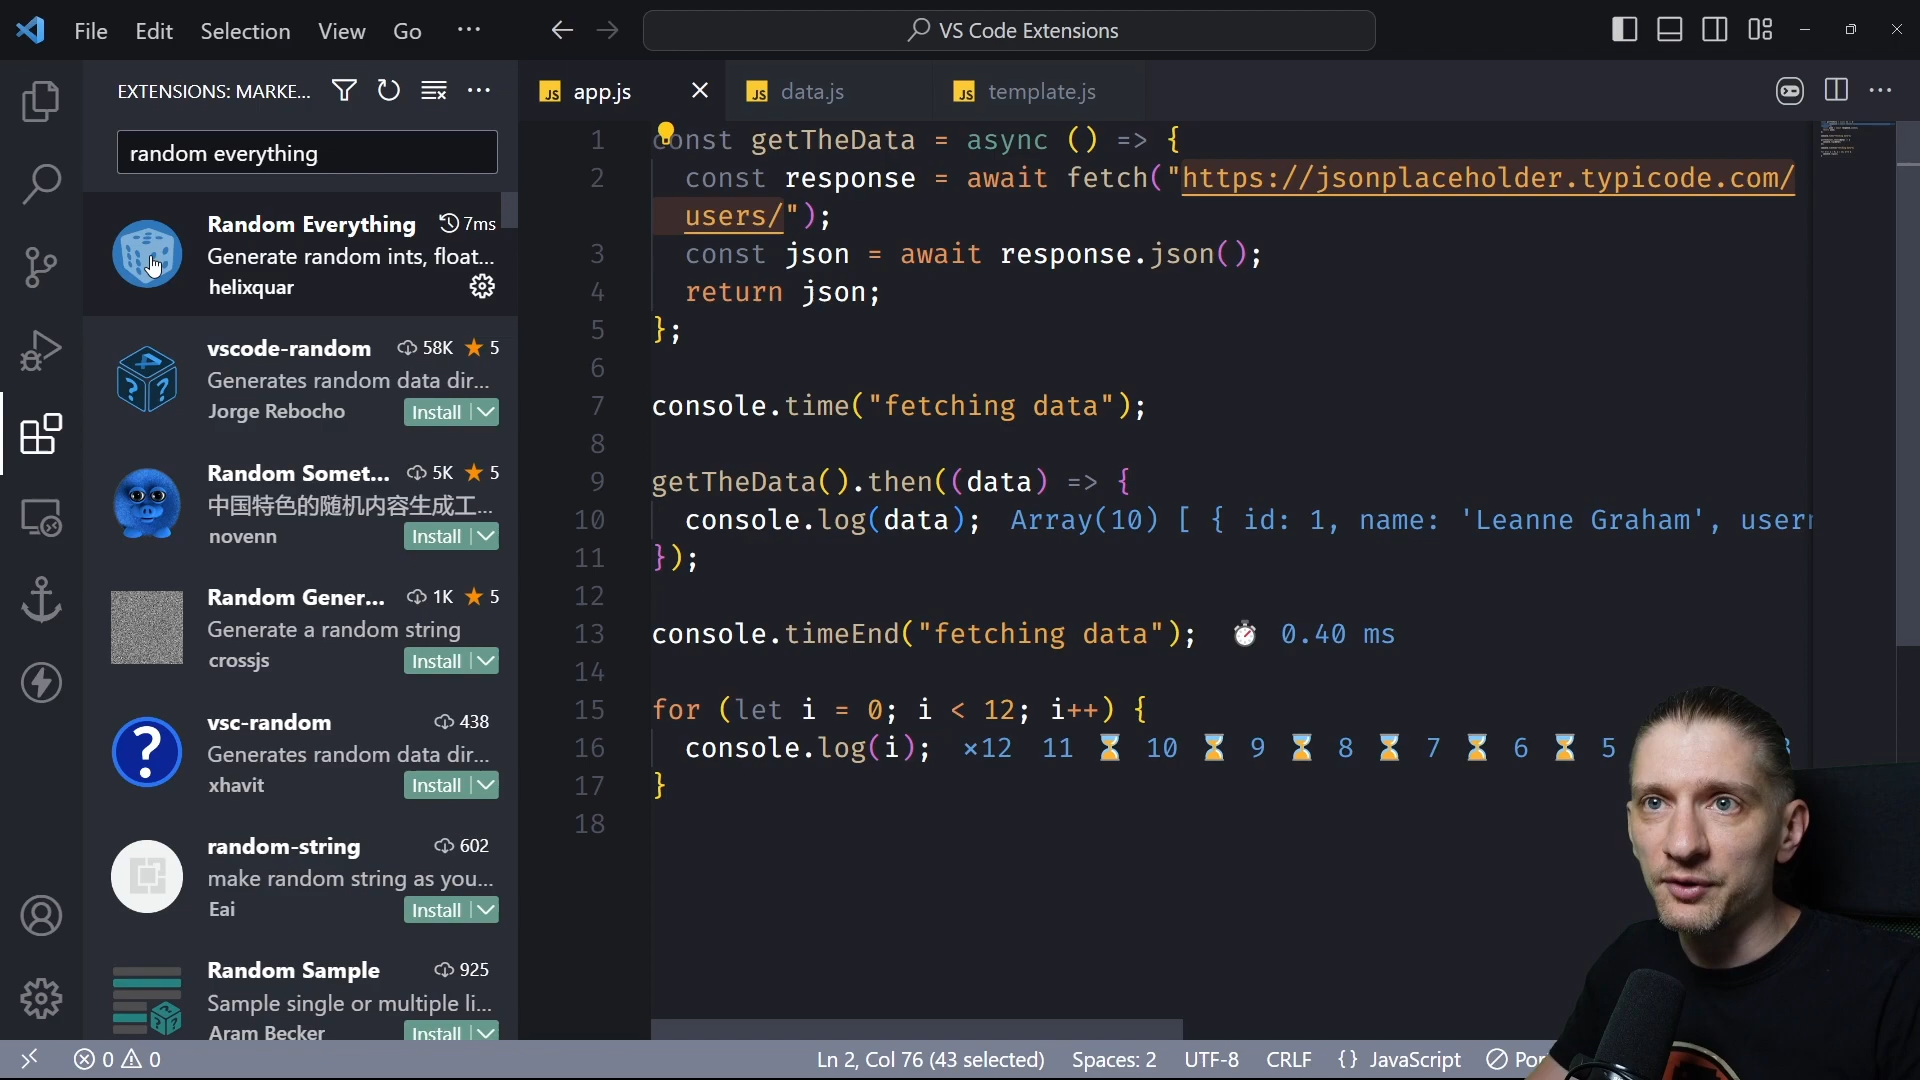 File Edit Selection View Go ···
VS Code Extensions
EXTENSIONS: MARKE...
random everything
Random Everything 7ms
Generate random ints, float...
helixquar
vscode-random 58K 5
Generates random data dir...
Jorge Rebocho Install
Random Somet... 5K 5
中国特色的随机内容生成工...
novenn Install
Random Gener... 1K 5
Generate a random string
crossjs Install
vsc-random 438
Generates random data dir...
xhavit Install
random-string 602
make random string as you...
Eai Install
Random Sample 925
Sample single or multiple li...
Aram Becker Install
JS app.js JS data.js JS template.js
1 const getTheData = async () => {
2 const response = await fetch("https://jsonplaceholder.typicode.com/
users/");
3 const json = await response.json();
4 return json;
5 };
6
7 console.time("fetching data");
8
9 getTheData().then((data) => {
10 console.log(data); Array(10) [ { id: 1, name: 'Leanne Graham', usern
11 });
12
13 console.timeEnd("fetching data"); ⏱ 0.40 ms
14
15 for (let i = 0; i < 12; i++) {
16 console.log(i); ×12 11 ⏳ 10 ⏳ 9 ⏳ 8 ⏳ 7 ⏳ 6 ⏳ 5
17 }
18
0 0 Ln 2, Col 76 (43 selected) Spaces: 2 UTF-8 CRLF {} JavaScript Por